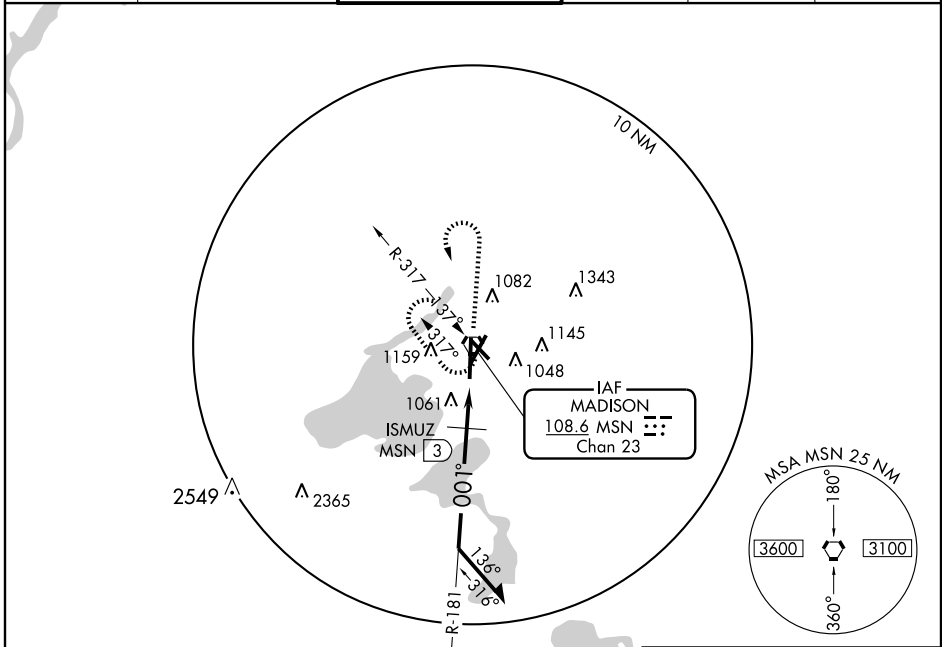 10 NM
R-317
137°
317°
1082
1343
1159
1145
1048
1061
IAF
MADISON
108.6 MSN
Chan 23
ISMUZ
MSN 3
001°
2549
2365
136°
316°
R-181
MSA MSN 25 NM
180°
3600
3100
360°